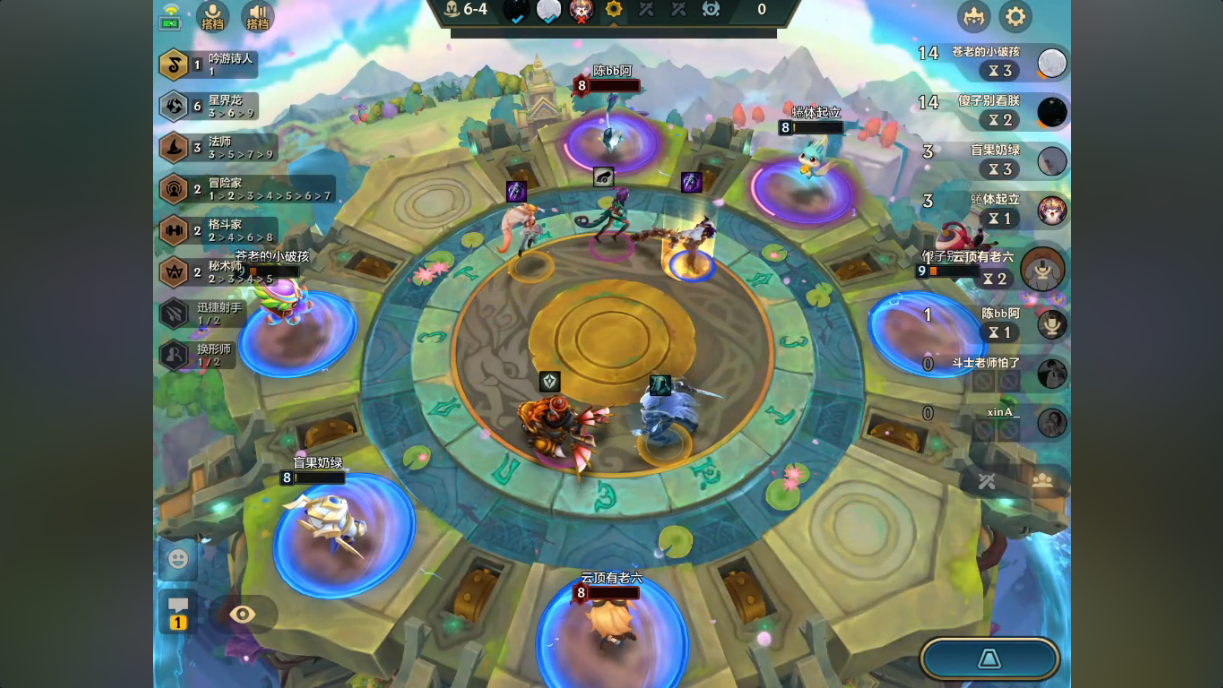 搭档
搭档
6-4
0
1 吟游诗人
1
6 星界龙
3 > 6 > 9
3 法师
3 > 5 > 7 > 9
2 冒险家
1 > 2 > 3 > 4 > 5 > 6 > 7
2 格斗家
2 > 4 > 6 > 8
2 秘术师
2 > 3 > 4 > 5
迅捷射手
1 / 2
换形师
1 / 2
陈bb阿
8
体起立
8
苍老的小破孩
盲果奶绿
8
云顶有老六
8
9
14 苍老的小破孩
3
14 傻子别看朕
2
3 盲果奶绿
3
3 体起立
1
1 云顶有老六
2
1 陈bb阿
1
0 斗士老师怕了
0 xinA_
1